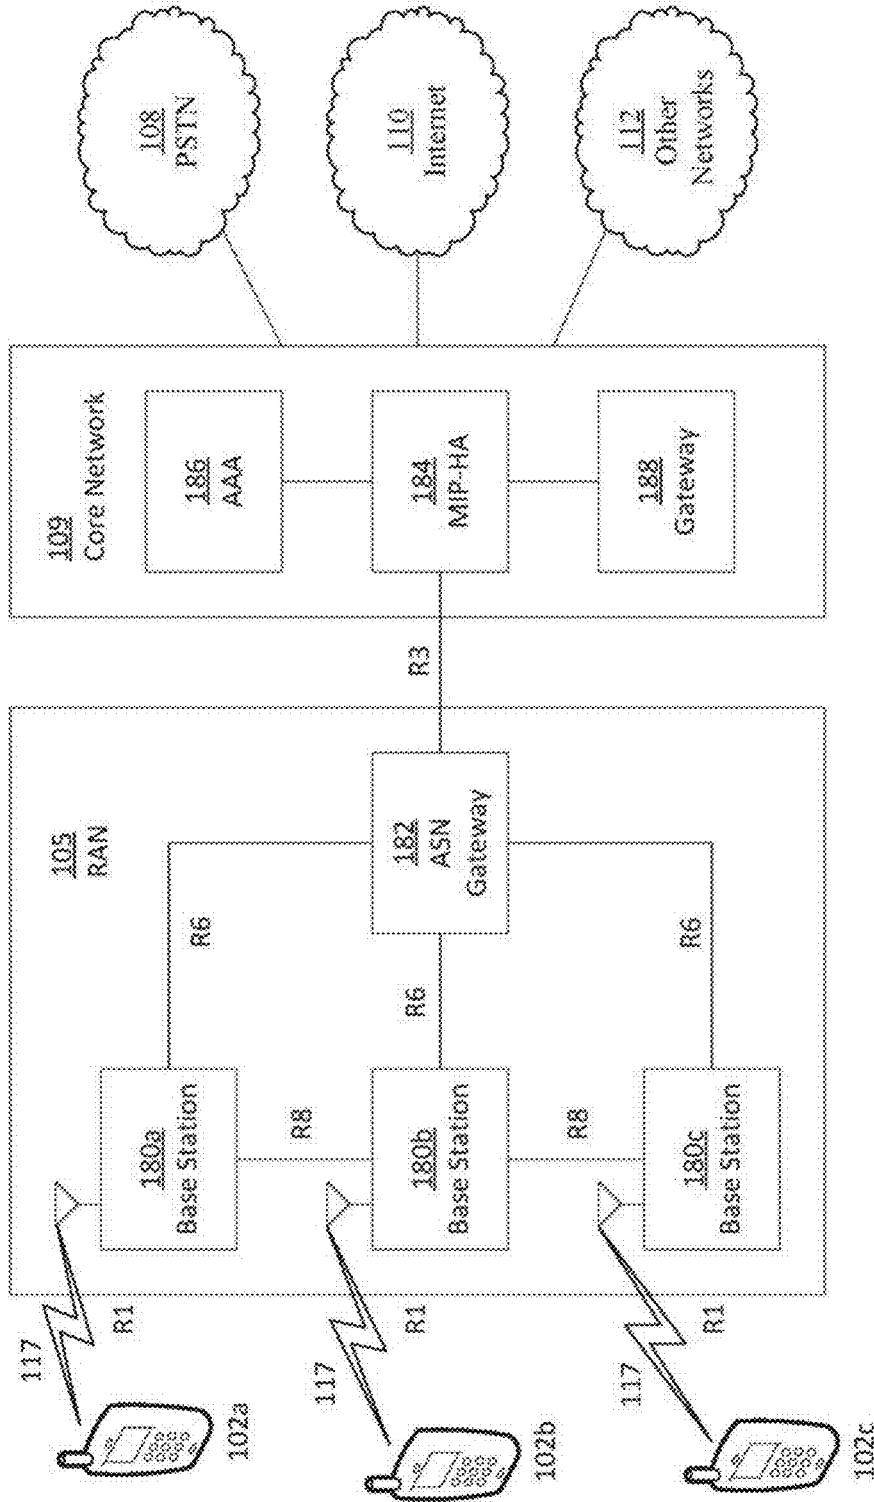 117
102a
R1
117
102b
R1
117
102c
R1
105
RAN
180a
Base Station
R8
180b
Base Station
R8
180c
Base Station
R6
R6
R6
182
ASN
Gateway
R3
109
Core Network
186
AAA
184
MIP-HA
188
Gateway
108
PSTN
110
Internet
112
Other
Networks